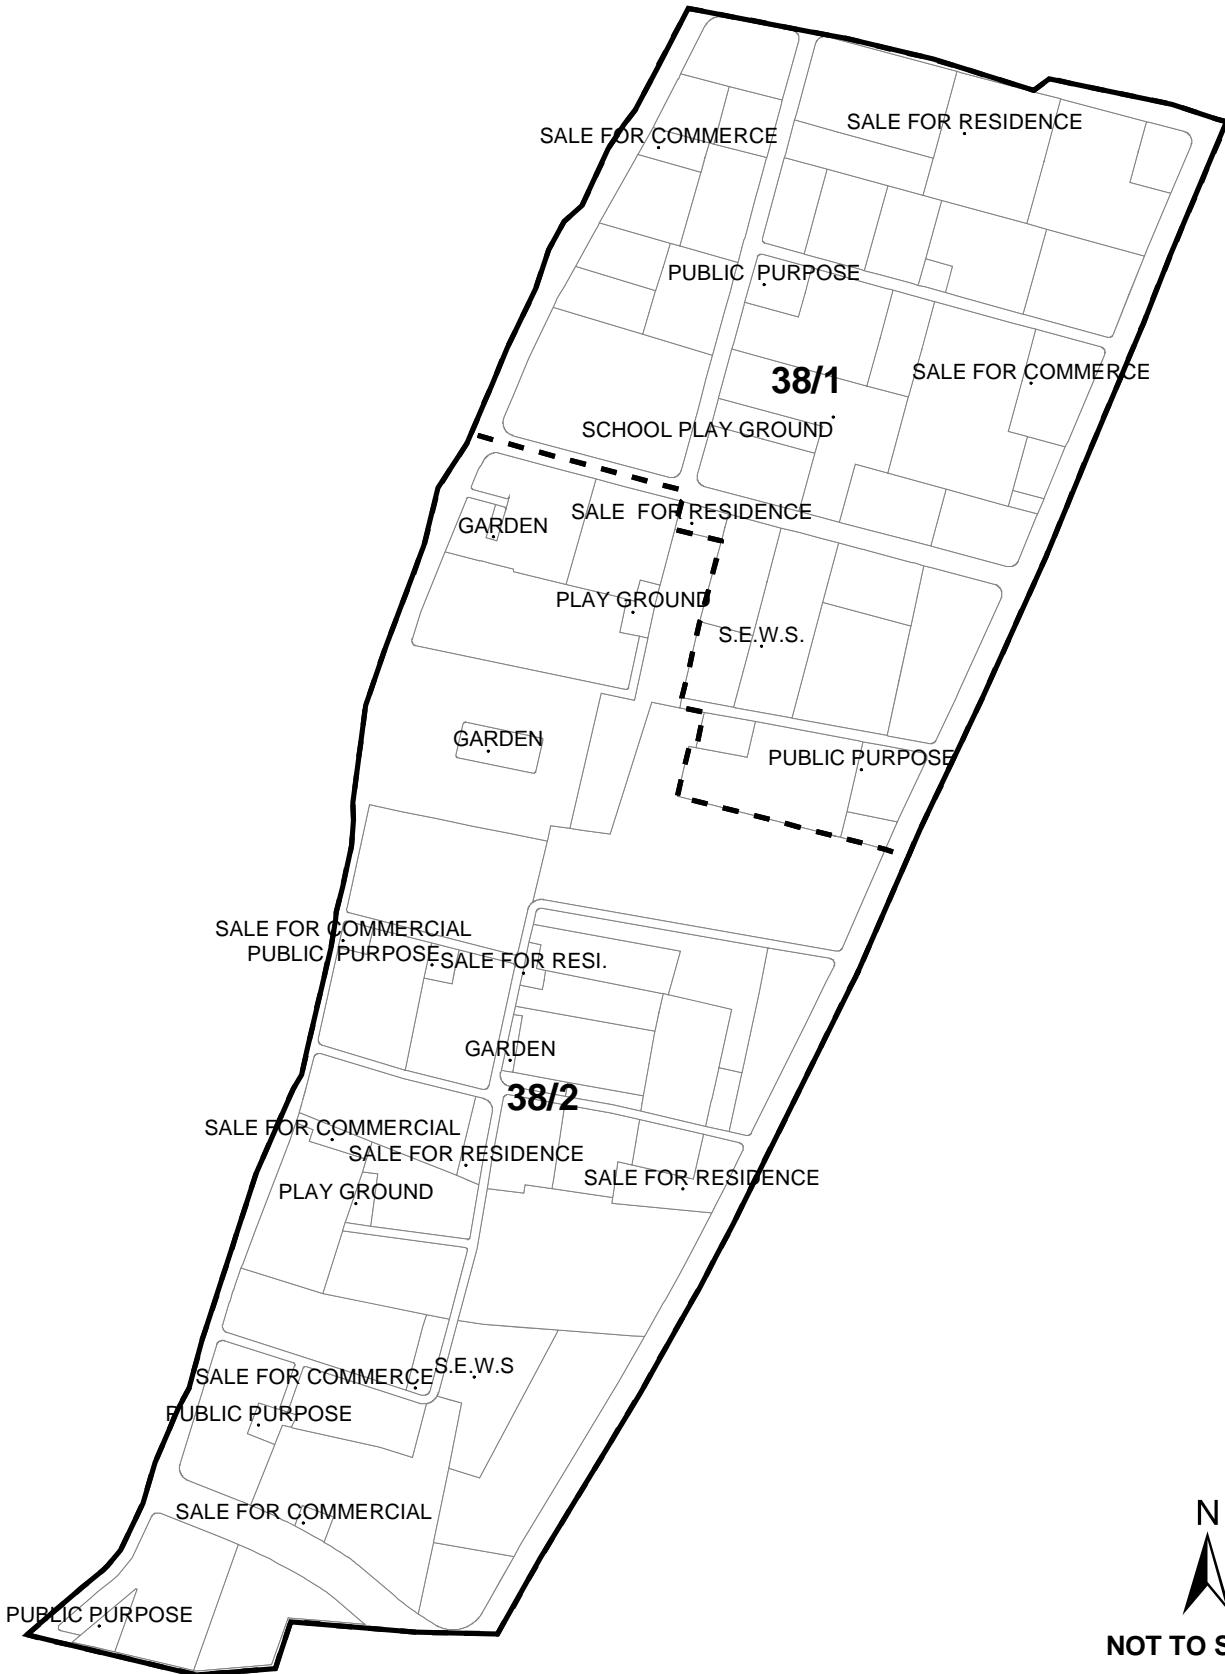 SALE FOR RESIDENCE
SALE FOR COMMERCE
PUBLIC PURPOSE
38/1
SALE FOR COMMERCE
SCHOOL PLAY GROUND
SALE FOR RESIDENCE
GARDEN
PLAY GROUND
S.E.W.S.
GARDEN
PUBLIC PURPOSE
SALE FOR COMMERCIAL
PUBLIC PURPOSE
SALE FOR RESI.
GARDEN
38/2
SALE FOR COMMERCIAL
SALE FOR RESIDENCE
SALE FOR RESIDENCE
PLAY GROUND
S.E.W.S
SALE FOR COMMERCE
PUBLIC PURPOSE
SALE FOR COMMERCIAL
N
PUBLIC PURPOSE
NOT TO S